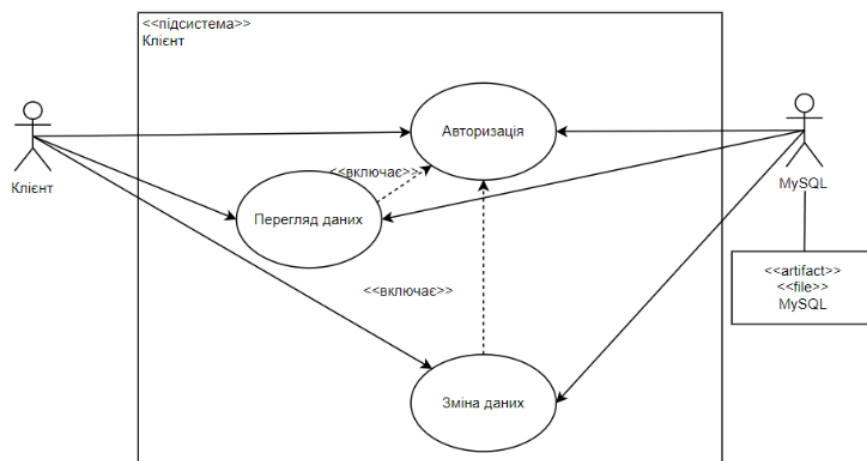 <<підсистема>>
Клієнт
Авторизація
<<включає>>
Клієнт
MySQL
Перегляд даних
<<artifact>>
<<file>>
MySQL
<<включає>>
Зміна даних